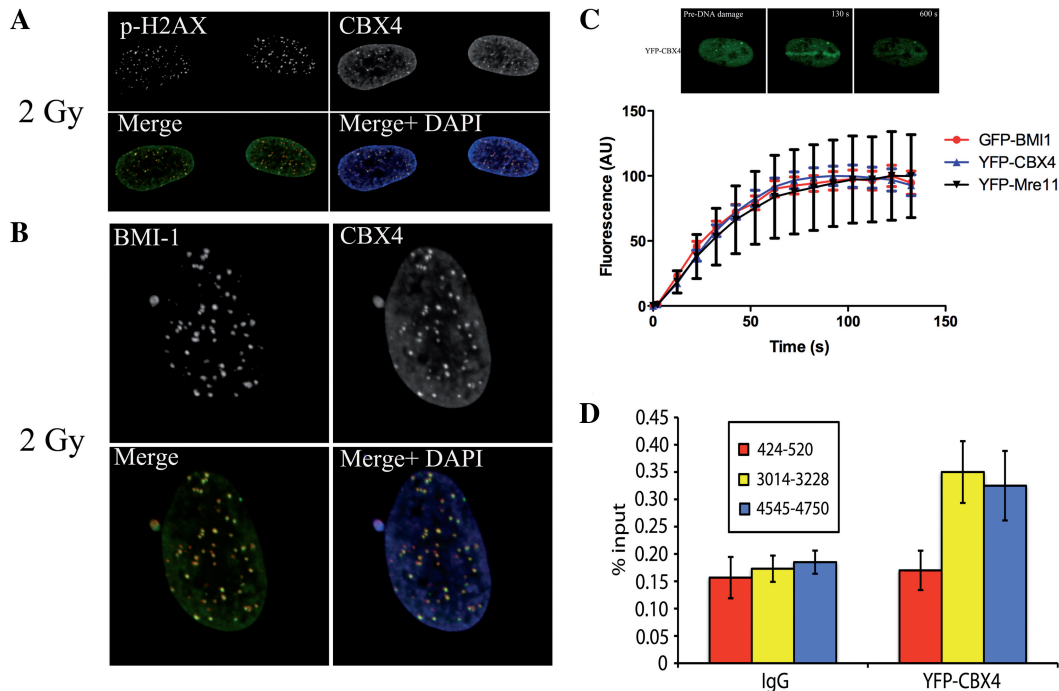 A
p-H2AX
CBX4
2 Gy
Merge
Merge+ DAPI
B
BMI-1
CBX4
2 Gy
Merge
Merge+ DAPI
C
Pre-DNA damage
130 s
600 s
YFP-CBX4
150
100
50
0
Fluorescence (AU)
0
50
100
150
Time (s)
GFP-BMI1
YFP-CBX4
YFP-Mre11
D
0.45
0.40
0.35
0.30
0.25
0.20
0.15
0.10
0.05
0
% input
424-520
3014-3228
4545-4750
IgG
YFP-CBX4